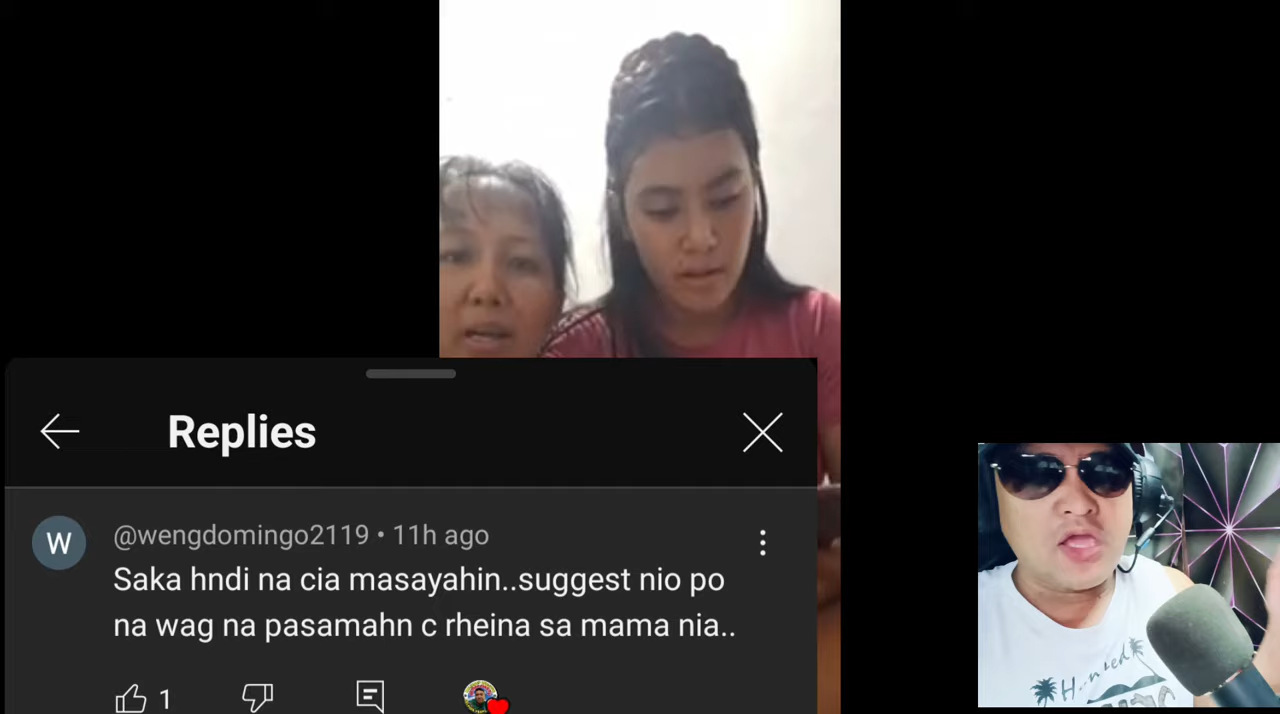 Replies
W
@wengdomingo2119 • 11h ago
Saka hndi na cia masayahin..suggest nio po
na wag na pasamahn c rheina sa mama nia..
1